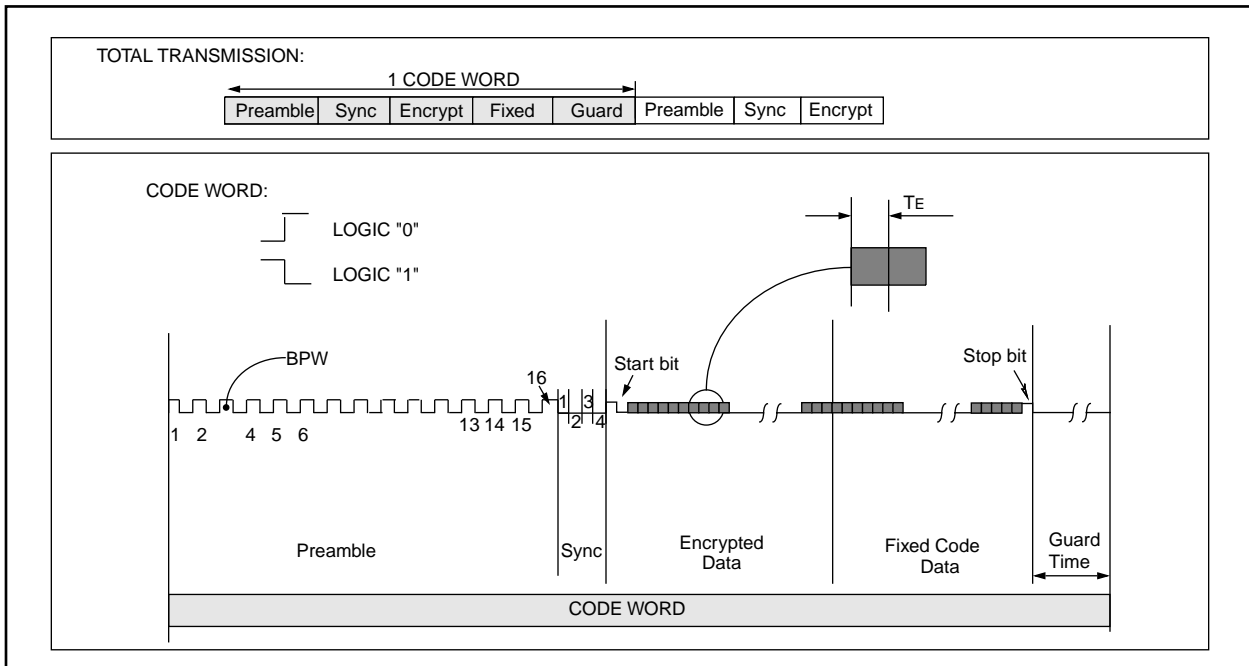 TOTAL TRANSMISSION:
1 CODE WORD
Preamble Sync Encrypt Fixed Guard Preamble Sync Encrypt
CODE WORD:
LOGIC "0"
LOGIC "1"
TE
BPW
16
Start bit
Stop bit
1 3
2 4
1 2 4 5 6 13 14 15
Preamble
Sync
Encrypted
Data
Fixed Code
Data
Guard
Time
CODE WORD